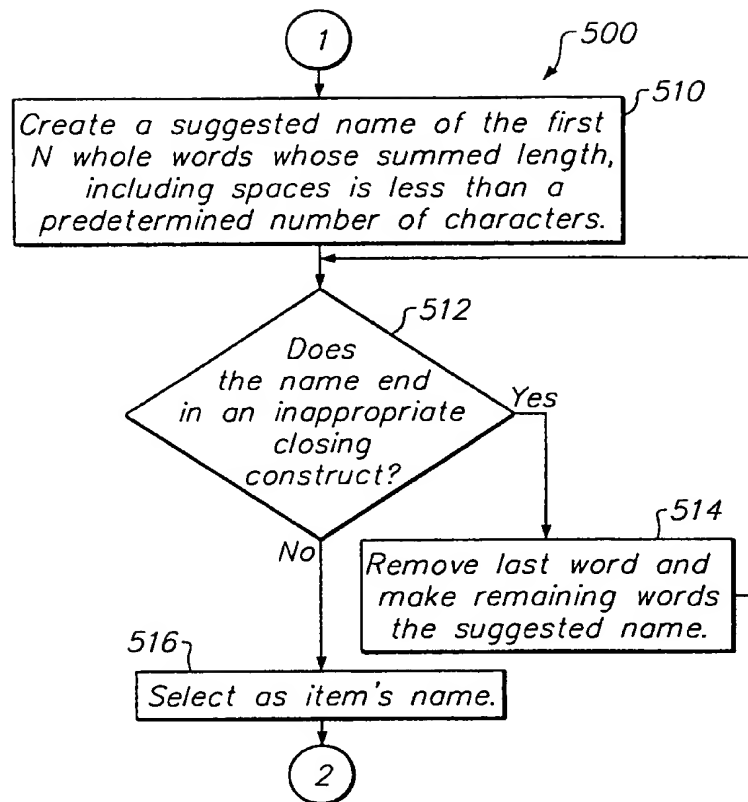 1
500
510
Create a suggested name of the first
N whole words whose summed length,
including spaces is less than a
predetermined number of characters.
512
Does
the name end
in an inappropriate
closing
construct?
Yes
No
514
Remove last word and
make remaining words
the suggested name.
516
Select as item's name.
2